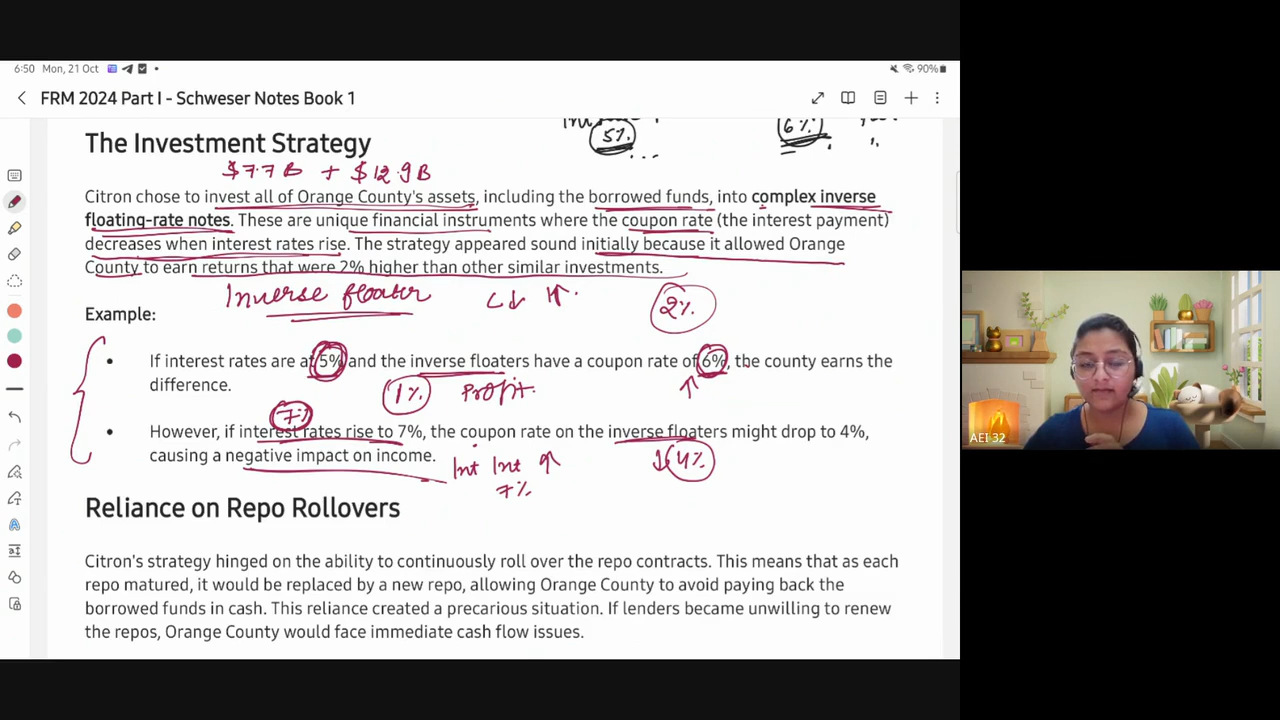 6:50 Mon, 21 Oct
90%
FRM 2024 Part I - Schweser Notes Book 1
5%
6%
The Investment Strategy
$7.7 B + $12.9 B
Citron chose to invest all of Orange County's assets, including the borrowed funds, into complex inverse
floating-rate notes. These are unique financial instruments where the coupon rate (the interest payment)
decreases when interest rates rise. The strategy appeared sound initially because it allowed Orange
County to earn returns that were 2% higher than other similar investments.
Inverse floater C↓ ↑
2%
Example:
• If interest rates are at 5% and the inverse floaters have a coupon rate of 6%, the county earns the
difference.
1% Profit ↑
7%
• However, if interest rates rise to 7%, the coupon rate on the inverse floaters might drop to 4%,
causing a negative impact on income.
Int Int ↑ ↓ 4%
7%
Reliance on Repo Rollovers
Citron's strategy hinged on the ability to continuously roll over the repo contracts. This means that as each
repo matured, it would be replaced by a new repo, allowing Orange County to avoid paying back the
borrowed funds in cash. This reliance created a precarious situation. If lenders became unwilling to renew
the repos, Orange County would face immediate cash flow issues.
AEI 32